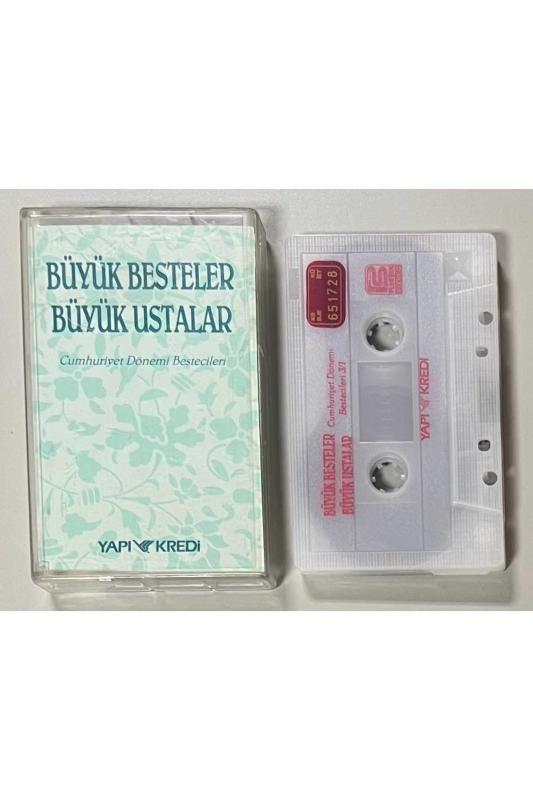 BÜYÜK BESTELER
BÜYÜK USTALAR
Cumhuriyet Dönemi Bestecileri
YAPI KREDİ
651728
BÜYÜK BESTELER
BÜYÜK USTALAR
Cumhuriyet Dönemi
Bestecileri 3/1
YAPI KREDİ